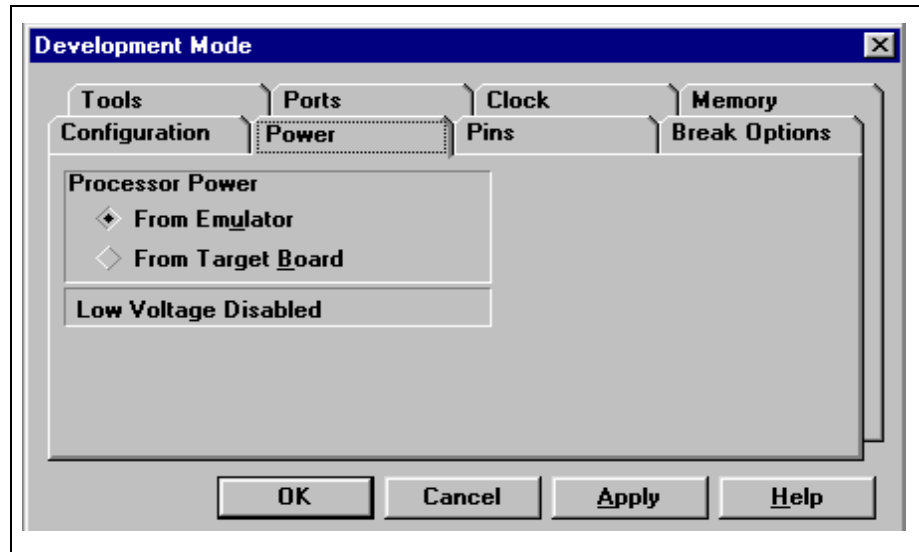 Development Mode
Tools Ports Clock Memory
Configuration Power Pins Break Options
Processor Power
From Emulator
From Target Board
Low Voltage Disabled
OK Cancel Apply Help